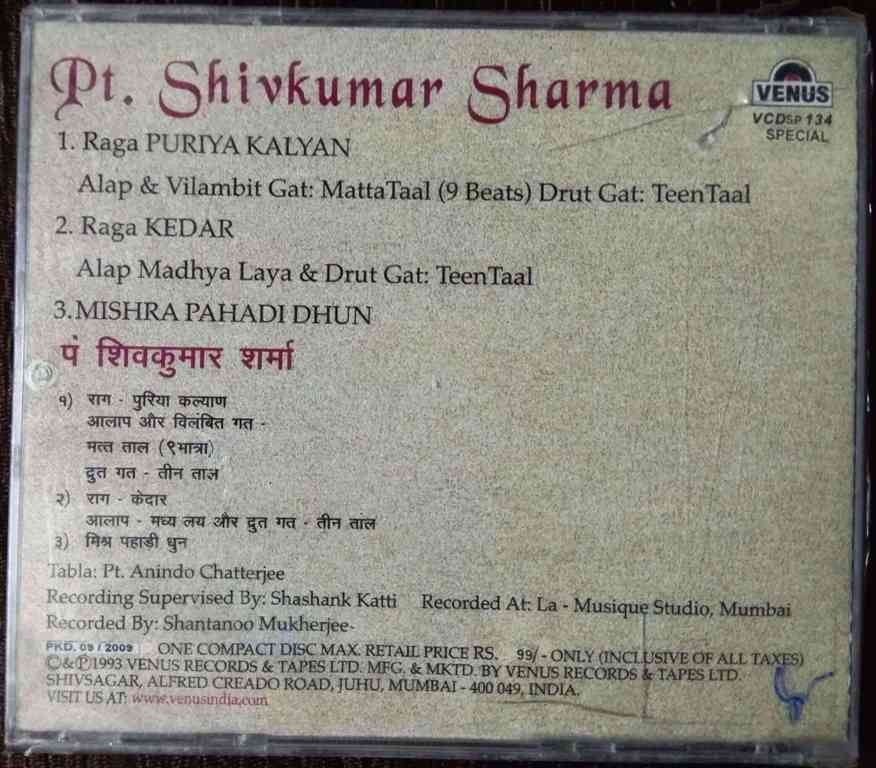 Pt. Shivkumar Sharma
VENUS
VCDSP 134
SPECIAL
1. Raga PURIYA KALYAN
Alap & Vilambit Gat: MattaTaal (9 Beats) Drut Gat: TeenTaal
2. Raga KEDAR
Alap Madhya Laya & Drut Gat: TeenTaal
3.MISHRA PAHADI DHUN
पं शिवकुमार शर्मा
१) राग - पुरिया कल्याण
आलाप और विलंबित गत -
मत्त ताल (९मात्रा)
द्रुत गत - तीन ताल
२) राग - केदार
आलाप - मध्य लय और द्रुत गत - तीन ताल
३) मिश्र पहाडी धुन
Tabla: Pt. Anindo Chatterjee
Recording Supervised By: Shashank Katti Recorded At: La - Musique Studio, Mumbai
Recorded By: Shantanoo Mukherjee
PKD. 09 / 2009 ONE COMPACT DISC MAX. RETAIL PRICE RS. 99/- ONLY (INCLUSIVE OF ALL TAXES)
©&℗1993 VENUS RECORDS & TAPES LTD. MFG. & MKTD. BY VENUS RECORDS & TAPES LTD.
SHIVSAGAR, ALFRED CREADO ROAD, JUHU, MUMBAI - 400 049, INDIA.
VISIT US AT: www.venusindia.com